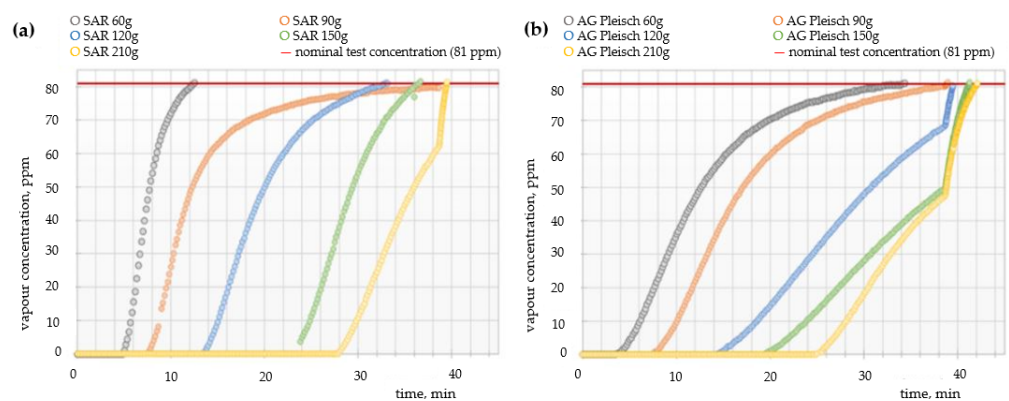 (a)
SAR 60g SAR 90g
SAR 120g SAR 150g
SAR 210g nominal test concentration (81 ppm)
vapour concentration, ppm
80
70
60
50
40
30
20
10
0
0 10 20 30 40
time, min
(b)
AG Pleisch 60g AG Pleisch 90g
AG Pleisch 120g AG Pleisch 150g
AG Pleisch 210g nominal test concentration (81 ppm)
vapour concentration, ppm
80
70
60
50
40
30
20
10
0
0 10 20 30 40
time, min